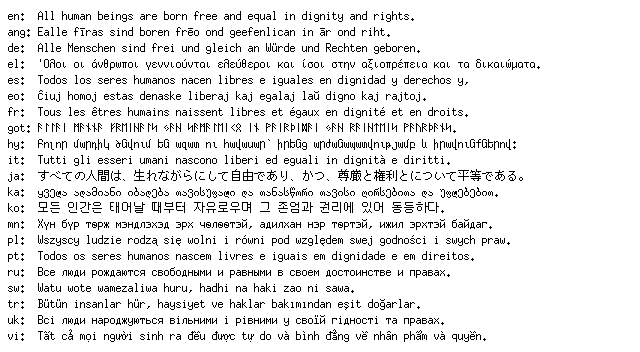 en: All human beings are born free and equal in dignity and rights.
ang: Ealle fīras sind boren frēo ond geefenlican in ār ond riht.
de: Alle Menschen sind frei und gleich an Würde und Rechten geboren.
el: 'Ολοι οι άνθρωποι γεννιούνται ελεύθεροι και ίσοι στην αξιοπρέπεια και τα δικαιώματα.
es: Todos los seres humanos nacen libres e iguales en dignidad y derechos y,
eo: Ĉiuj homoj estas denaske liberaj kaj egalaj laŭ digno kaj rajtoj.
fr: Tous les êtres humains naissent libres et égaux en dignité et en droits.
got:
hy: Բոլոր մարդիկ ծնվում են ազատ ու հավասար՝ իրենց արժանապատվությամբ և իրավունքներով։
it: Tutti gli esseri umani nascono liberi ed eguali in dignità e diritti.
ja: すべての人間は、生れながらにして自由であり、かつ、尊厳と権利とについて平等である。
ka: ყველა ადამიანი იბადება თავისუფალი და თანასწორი თავისი ღირსებითა და უფლებებით.
ko: 모든 인간은 태어날 때부터 자유로우며 그 존엄과 권리에 있어 동등하다.
mn: Хүн бүр төрж мэндлэхэд эрх чөлөөтэй, адилхан нэр төртэй, ижил эрхтэй байдаг.
pl: Wszyscy ludzie rodzą się wolni i równi pod względem swej godności i swych praw.
pt: Todos os seres humanos nascem livres e iguais em dignidade e em direitos.
ru: Все люди рождаются свободными и равными в своем достоинстве и правах.
sw: Watu wote wamezaliwa huru, hadhi na haki zao ni sawa.
tr: Bütün insanlar hür, haysiyet ve haklar bakımından eşit doğarlar.
uk: Всі люди народжуються вільними і рівними у своїй гідності та правах.
vi: Tất cả mọi người sinh ra đều được tự do và bình đẳng về nhân phẩm và quyền.